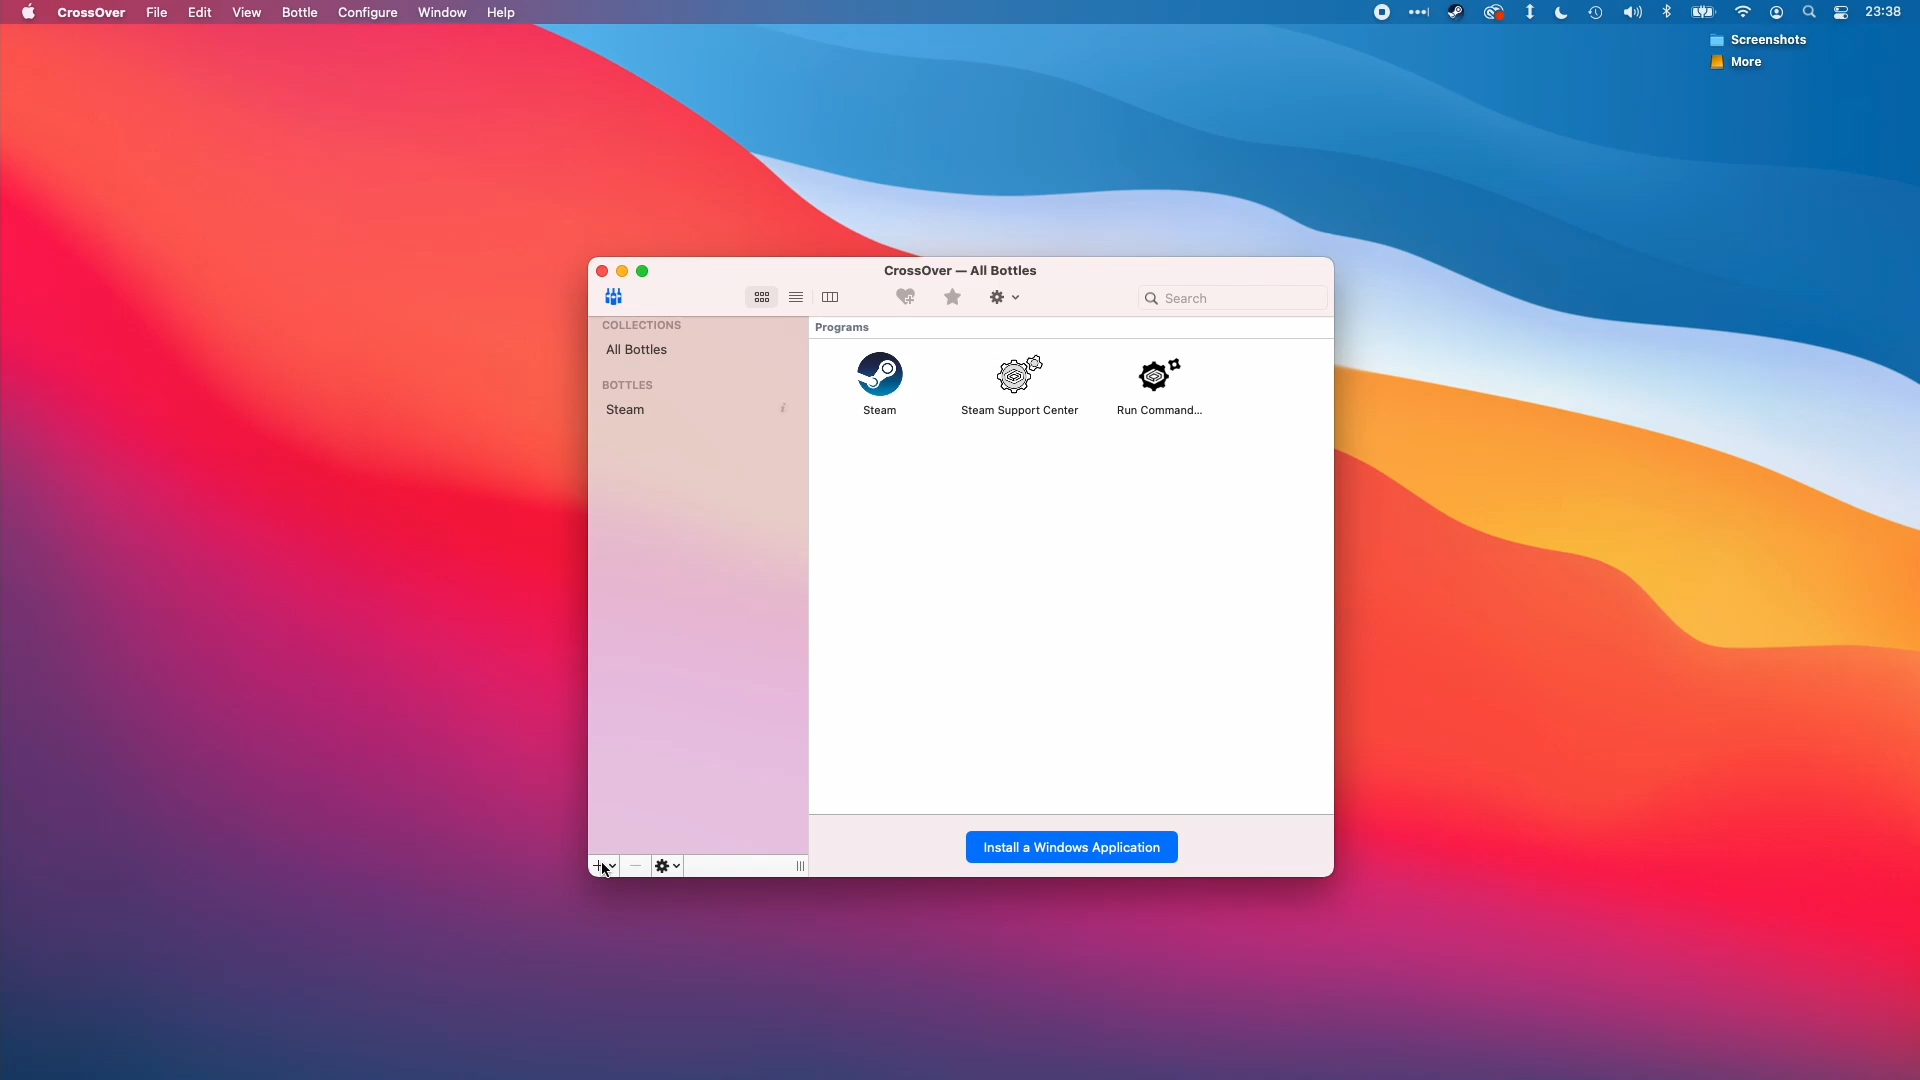 CrossOver File Edit View Bottle Configure Window Help 23:38
Screenshots
More
CrossOver — All Bottles
Search
COLLECTIONS
All Bottles
BOTTLES
Steam
Programs
Steam
Steam Support Center
Run Command...
Install a Windows Application